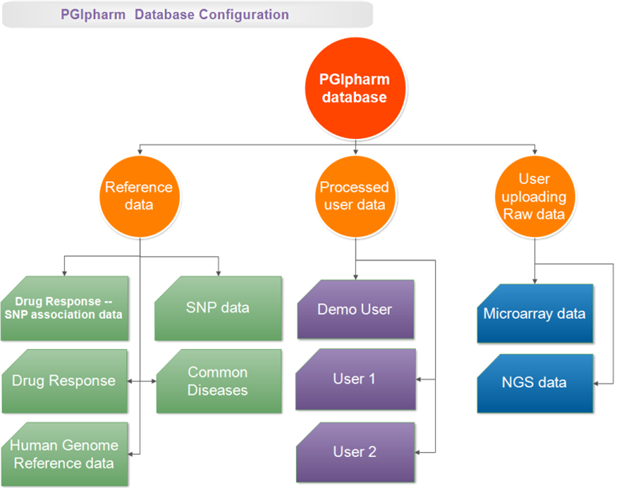 PGIpharm Database Configuration
PGIpharm
database
Reference
data
Processed
user data
User
uploading
Raw data
Drug Response --
SNP association data
SNP data
Drug Response
Common
Diseases
Human Genome
Reference data
Demo User
User 1
User 2
Microarray data
NGS data